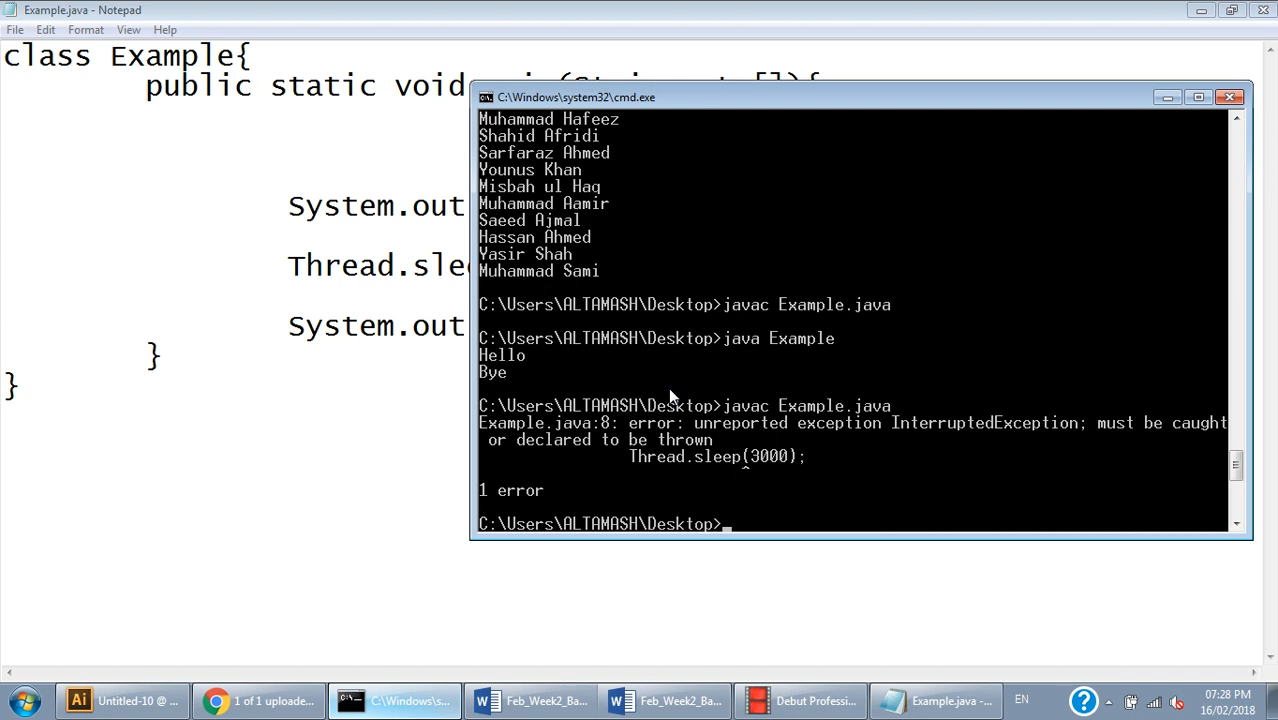 Example.java - Notepad
File Edit Format View Help
class Example{
public static void
C:\Windows\system32\cmd.exe
Muhammad Hafeez
Shahid Afridi
Sarfaraz Ahmed
Younus Khan
Misbah ul Haq
Muhammad Aamir
Saeed Ajmal
Hassan Ahmed
Yasir Shah
Muhammad Sami
C:\Users\ALTAMASH\Desktop>javac Example.java
C:\Users\ALTAMASH\Desktop>java Example
Hello
Bye
C:\Users\ALTAMASH\Desktop>javac Example.java
Example.java:8: error: unreported exception InterruptedException; must be caught
or declared to be thrown
Thread.sleep(3000);
^
1 error
C:\Users\ALTAMASH\Desktop>_
System.out
Thread.slee
System.out
}
}
Ai Untitled-10 @ ...
1 of 1 uploade...
C:\Windows\s...
Feb_Week2_Ba...
Feb_Week2_Ba...
Debut Professi...
Example.java -...
EN
07:28 PM
16/02/2018